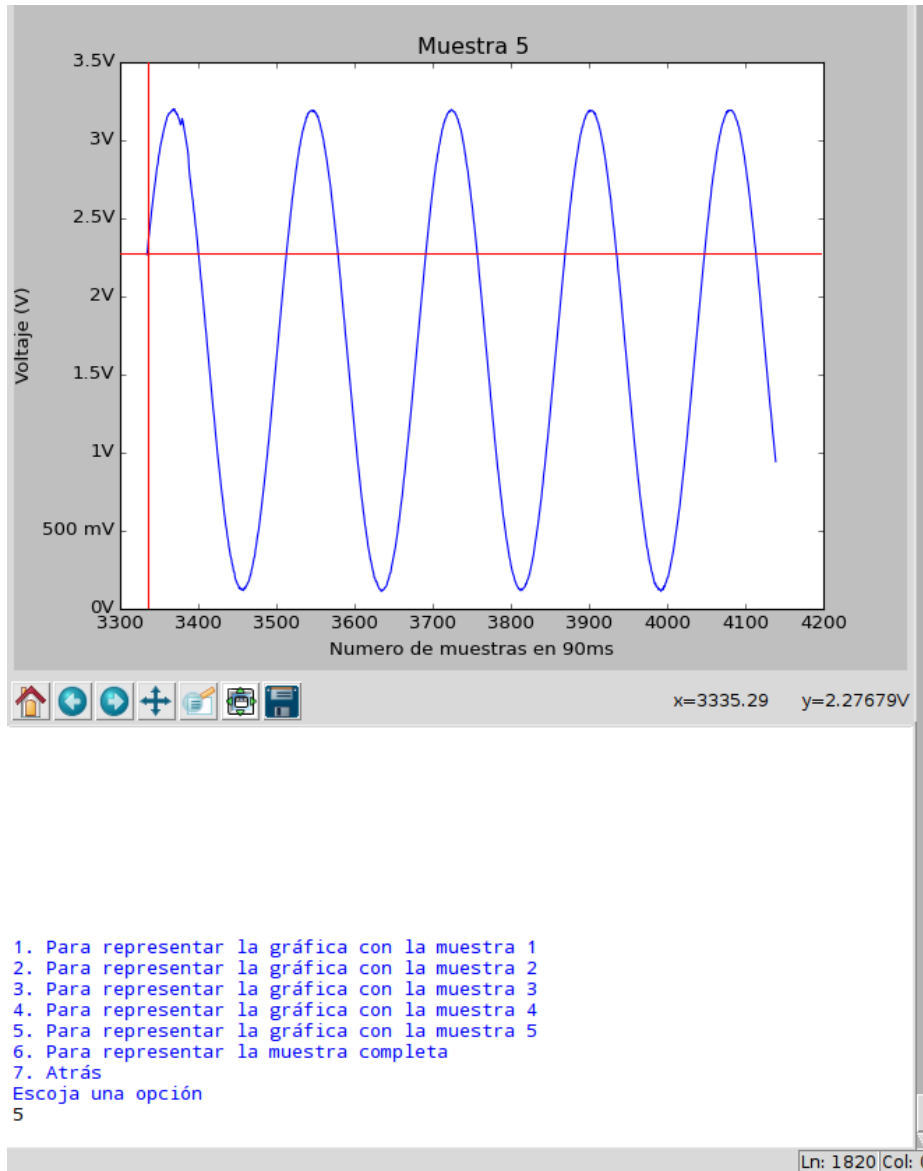 Muestra 5
3.5V
3V
2.5V
2V
1.5V
1V
500 mV
0V
Voltaje (V)
3300 3400 3500 3600 3700 3800 3900 4000 4100 4200
Numero de muestras en 90ms
x=3335.29 y=2.27679V
1. Para representar la gráfica con la muestra 1
2. Para representar la gráfica con la muestra 2
3. Para representar la gráfica con la muestra 3
4. Para representar la gráfica con la muestra 4
5. Para representar la gráfica con la muestra 5
6. Para representar la muestra completa
7. Atrás
Escoja una opción
5
Ln: 1820 Col: